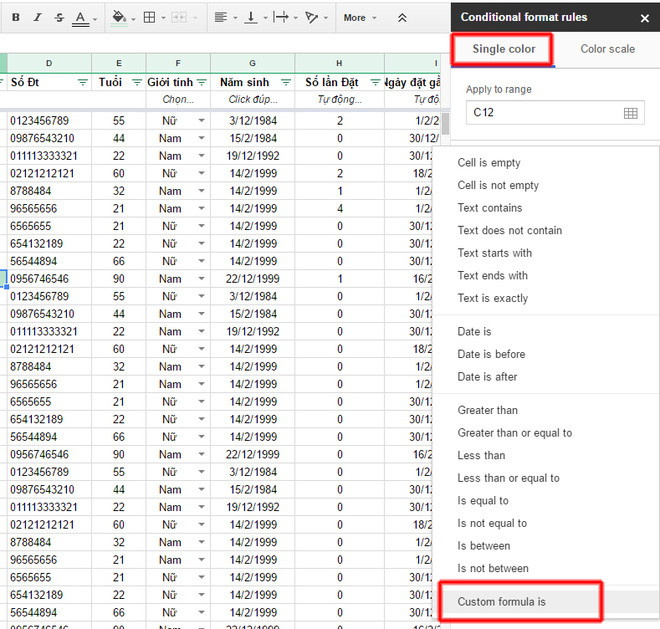 B I S A More
Conditional format rules ×
Single color Color scale
Apply to range
C12
D E F G H I
Số Đt Tuổi Giới tính Năm sinh Số lần Đặt Ngày đặt gầ
Chọn... Click đúp... Tự động... Tự độ
0123456789 55 Nữ 3/12/1984 2 1/2/2
09876543210 44 Nam 15/2/1984 0 30/12/
011113333321 22 Nam 19/12/1992 0 30/12
02121212121 60 Nữ 14/2/1999 2 18/2/
8788484 32 Nam 14/2/1999 1 1/2/
96565656 21 Nam 14/2/1999 4 1/2/
6565655 21 Nữ 14/2/1999 0 30/12
654132189 22 Nữ 14/2/1999 0 30/12
56544894 66 Nữ 14/2/1999 0 30/12
0956746546 90 Nam 22/12/1999 1 16/2/
0123456789 55 Nữ 3/12/1984 0 1/2/
09876543210 44 Nam 15/2/1984 0 30/12
011113333321 22 Nam 19/12/1992 0 30/12
02121212121 60 Nữ 14/2/1999 0 18/2/
8788484 32 Nam 14/2/1999 0 1/2/
96565656 21 Nam 14/2/1999 0 1/2/
6565655 21 Nữ 14/2/1999 0 30/12
654132189 22 Nữ 14/2/1999 0 30/12
56544894 66 Nữ 14/2/1999 0 30/12
0956746546 90 Nam 22/12/1999 0 16/2/
0123456789 55 Nữ 3/12/1984 0 1/2/
09876543210 44 Nam 15/2/1984 0 30/12
011113333321 22 Nam 19/12/1992 0 30/12
02121212121 60 Nữ 14/2/1999 0 18/2/
8788484 32 Nam 14/2/1999 0 1/2/
96565656 21 Nam 14/2/1999 0 1/2/
6565655 21 Nữ 14/2/1999 0 30/12
654132189 22 Nữ 14/2/1999 0 30/12
56544894 66 Nữ 14/2/1999 0 30/12
0956746546 90 Nam 22/12/1999 0 16/2/2
Cell is empty
Cell is not empty
Text contains
Text does not contain
Text starts with
Text ends with
Text is exactly
Date is
Date is before
Date is after
Greater than
Greater than or equal to
Less than
Less than or equal to
Is equal to
Is not equal to
Is between
Is not between
Custom formula is